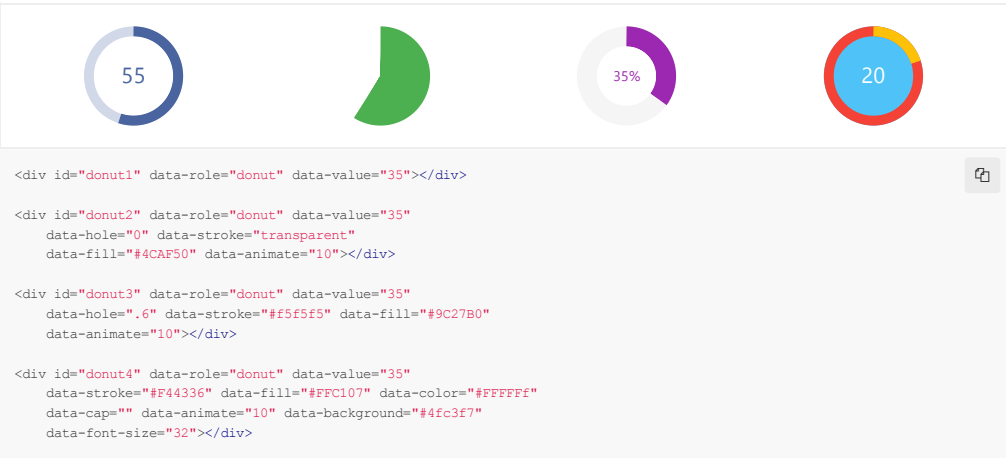 55
35%
20
<div id="donut1" data-role="donut" data-value="35"></div>
<div id="donut2" data-role="donut" data-value="35"
data-hole="0" data-stroke="transparent"
data-fill="#4CAF50" data-animate="10"></div>
<div id="donut3" data-role="donut" data-value="35"
data-hole=".6" data-stroke="#f5f5f5" data-fill="#9C27B0"
data-animate="10"></div>
<div id="donut4" data-role="donut" data-value="35"
data-stroke="#F44336" data-fill="#FFC107" data-color="#FFFFFf"
data-cap="" data-animate="10" data-background="#4fc3f7"
data-font-size="32"></div>